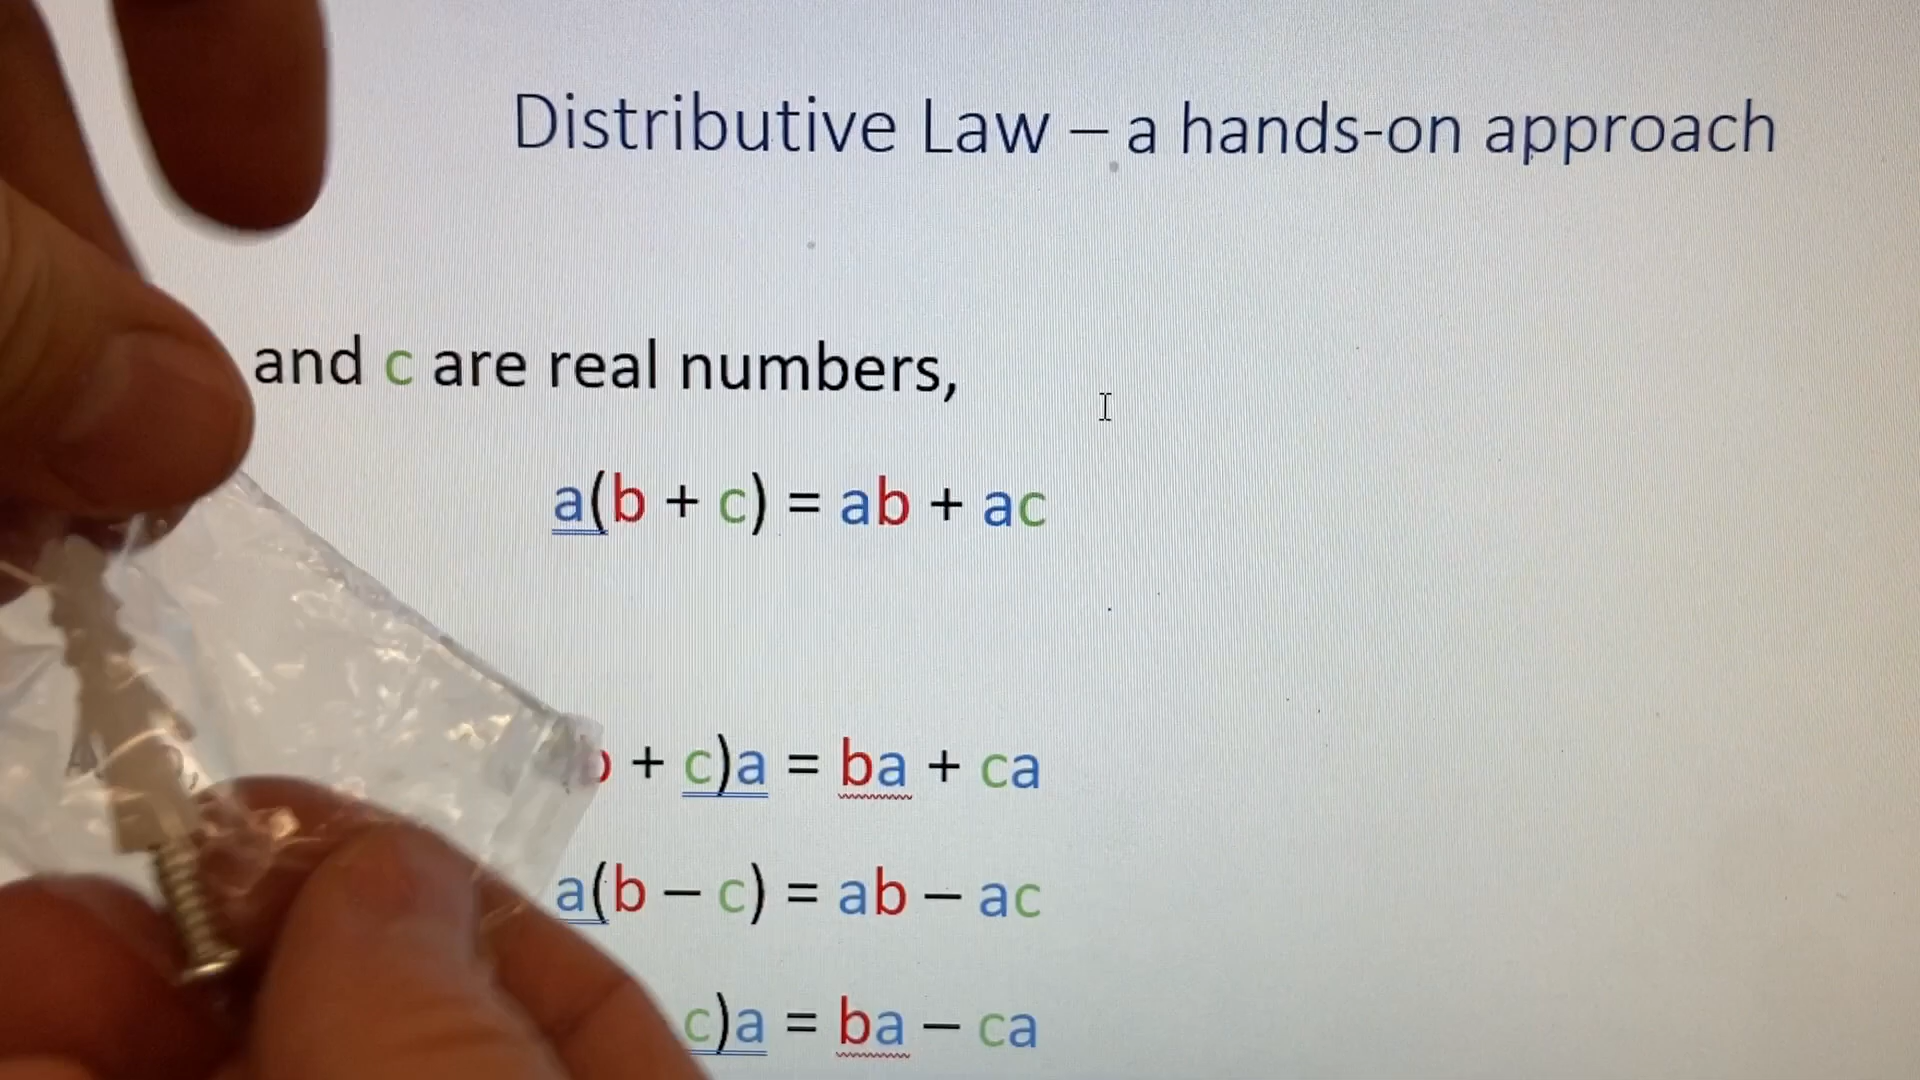 Distributive Law – a hands-on approach
and c are real numbers,
a(b + c) = ab + ac
b + c)a = ba + ca
a(b – c) = ab – ac
c)a = ba – ca